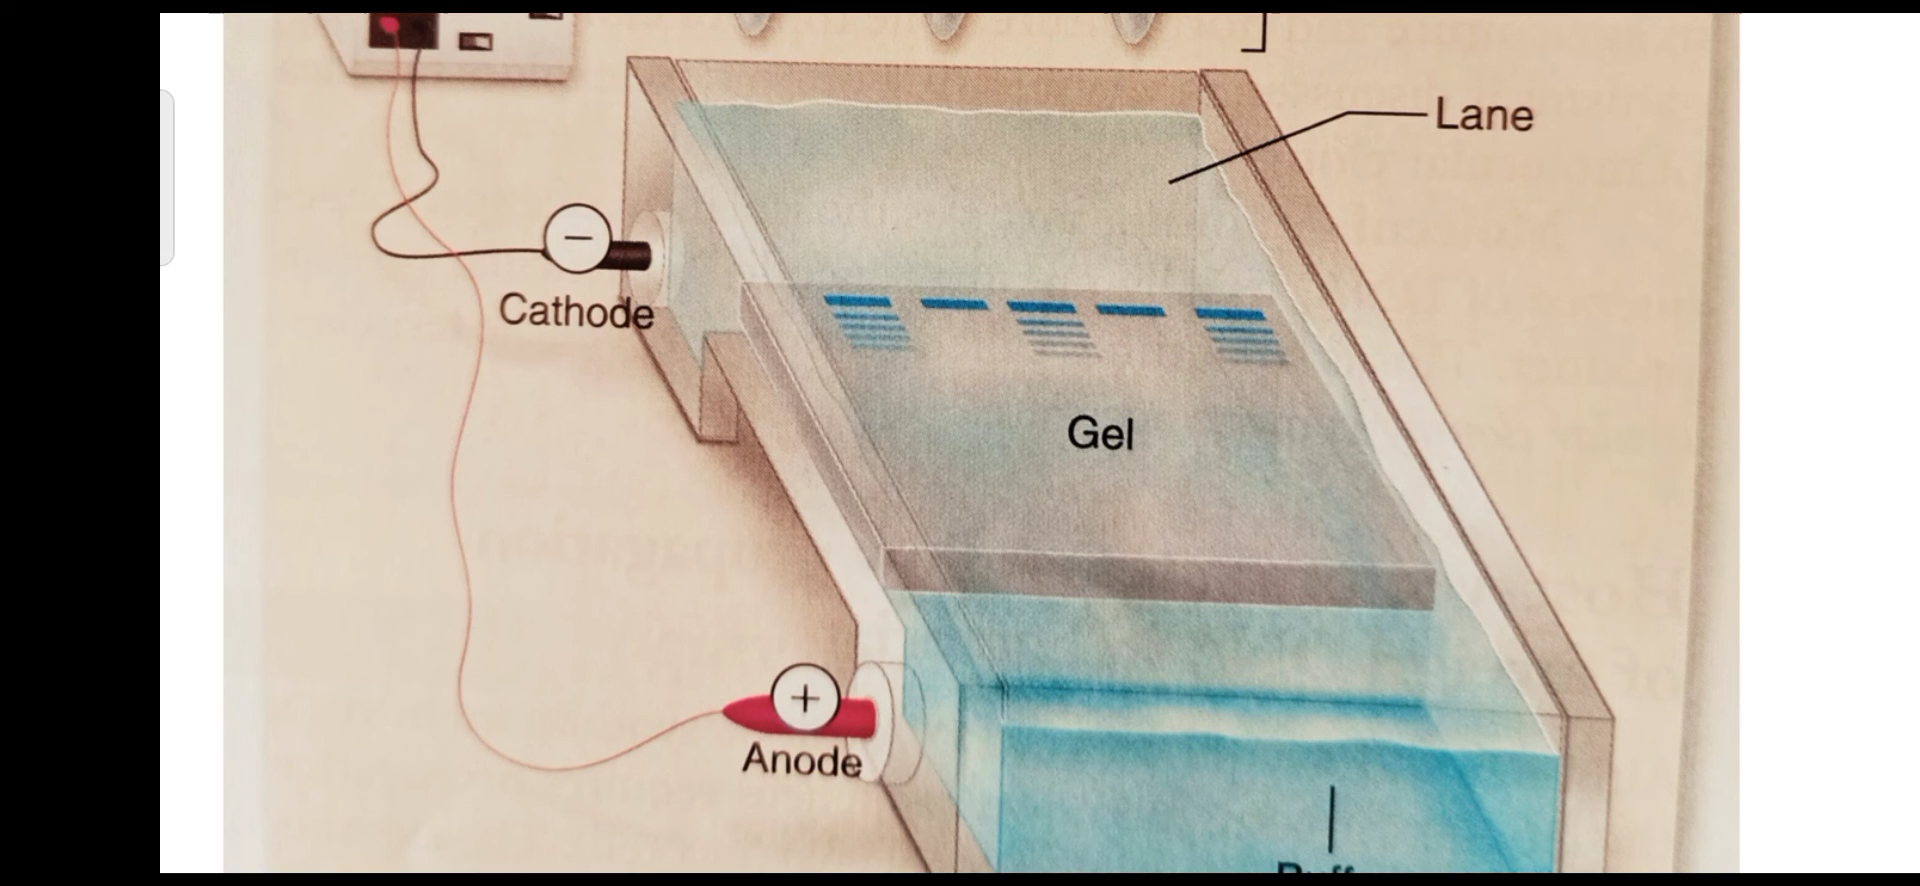 Lane
−
Cathode
Gel
+
Anode